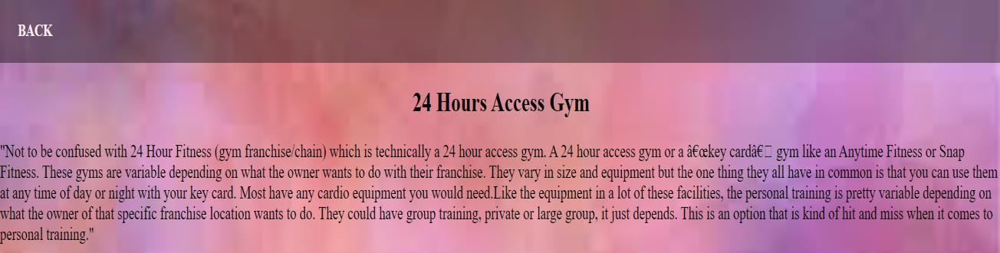 BACK
24 Hours Access Gym
"Not to be confused with 24 Hour Fitness (gym franchise/chain) which is technically a 24 hour access gym. A 24 hour access gym or a â€œkey cardâ€□ gym like an Anytime Fitness or Snap
Fitness. These gyms are variable depending on what the owner wants to do with their franchise. They vary in size and equipment but the one thing they all have in common is that you can use them
at any time of day or night with your key card. Most have any cardio equipment you would need.Like the equipment in a lot of these facilities, the personal training is pretty variable depending on
what the owner of that specific franchise location wants to do. They could have group training, private or large group, it just depends. This is an option that is kind of hit and miss when it comes to
personal training."